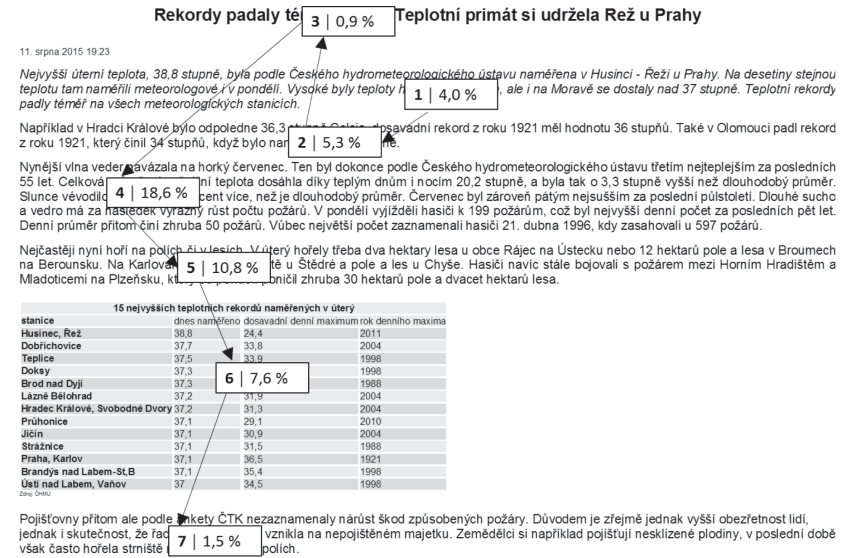 Rekordy padaly Teplotní primát si udržela Rež u Prahy
3 | 0,9 %
11. srpna 2015 19:23
Nejvyšší úterní teplota, 38,8 stupně, byla podle Českého hydrometeorologického ústavu naměřena v Husinci - Řeži u Prahy. Na desetiny stejnou
teplotu tam naměřili meteorologové i v pondělí. Vysoké byly teploty ale i na Moravě se dostaly nad 37 stupně. Teplotní rekordy
1 | 4,0 %
padly téměř na všech meteorologických stanicích.
Například v Hradci Králové bylo odpoledne 36,3 stupně Celsia, dosavadní rekord z roku 1921 měl hodnotu 36 stupňů. Také v Olomouci padl rekord
2 | 5,3 %
z roku 1921, který činil 34 stupňů, když bylo
Nynější vlna veder navázala na horký červenec. Ten byl dokonce podle Českého hydrometeorologického ústavu třetím nejteplejším za posledních
55 let. Celková teplota dosáhla díky teplým dnům i nocím 20,2 stupně, a byla tak o 3,3 stupně vyšší než dlouhodobý průměr.
4 | 18,6 %
Slunce více, než je dlouhodobý průměr. Červenec byl zároveň pátým nejsušším za poslední půlstoletí. Dlouhé sucho
a vedro má za následek výrazný růst počtu požárů. V pondělí vyjížděli hasiči k 199 požárům, což byl nejvyšší denní počet za posledních pět let.
Denní průměr přitom činí zhruba 50 požárů. Vůbec největší počet zaznamenali hasiči 21. dubna 1996, kdy zasahovali u 597 požárů.
Nejčastěji nyní hoří na polích či v lesích. V úterý hořely třeba dva hektary lesa u obce Rájec na Ústecku nebo 12 hektarů pole a lesa v Broumech
na Berounsku. Na u Štědré a pole a les u Chyše. Hasiči navíc stále bojovali s požárem mezi Horním Hradištěm a
5 | 10,8 %
Mladoticemi na Plzeňsku, zhruba 30 hektarů pole a dvacet hektarů lesa.
15 nejvyšších teplotních rekordů naměřených v úterý
stanice dnes naměřeno dosavadní denní maximum rok denního maxima
Husinec, Řež 38,8 24,4 2011
Dobřichovice 37,7 33,8 2004
Teplice 37,5 33,9 1998
Doksy 37,3 1998
6 | 7,6 %
Brod nad Dyjí 37,3 1988
Lázně Bělohrad 37,2 31,9 2004
Hradec Králové, Svobodné Dvory 37,2 31,3 2004
Průhonice 37,1 29,1 2010
Jičín 37,1 30,9 2004
Strážnice 37,1 31,5 1988
Praha, Karlov 37,1 36,5 1921
Brandýs nad Labem-St,B 37,1 35,4 1998
Ústí nad Labem, Vaňov 37 34,5 1998
Zdroj: ČHMÚ
Pojišťovny přitom ale podle ankety ČTK nezaznamenaly nárůst škod způsobených požáry. Důvodem je zřejmě jednak vyšší obezřetnost lidí,
jednak i skutečnost, že vznikla na nepojištěném majetku. Zemědělci si například pojišťují nesklizené plodiny, v poslední době
7 | 1,5 %
však často hořela strniště polích.